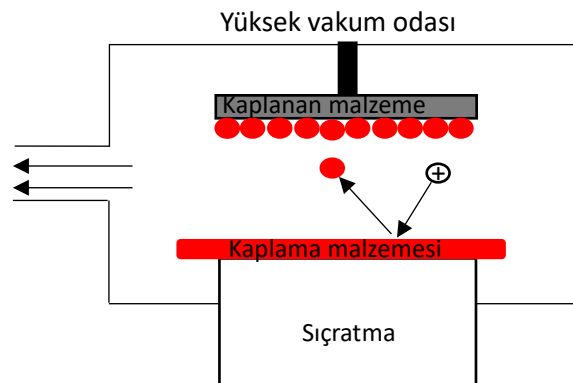 Yüksek vakum odası
Kaplanan malzeme
+
Kaplama malzemesi
Sıçratma